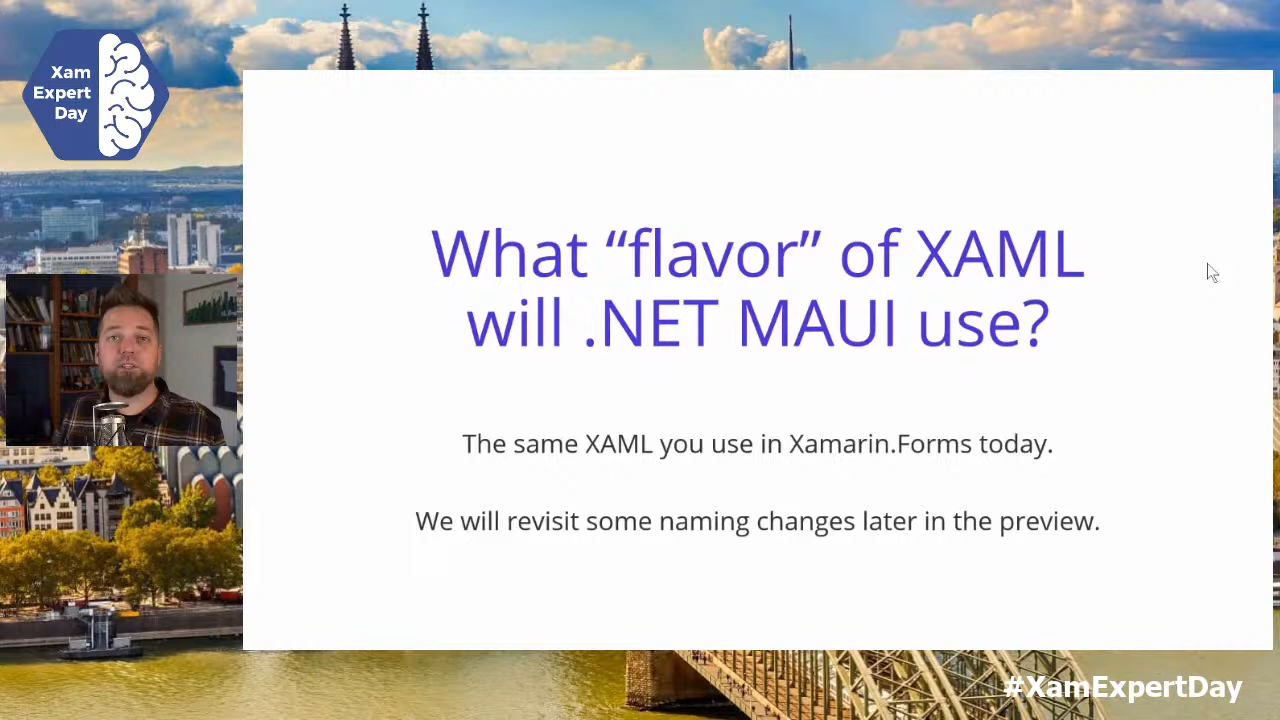 Xam
Expert
Day
What “flavor” of XAML
will .NET MAUI use?
The same XAML you use in Xamarin.Forms today.
We will revisit some naming changes later in the preview.
#XamExpertDay